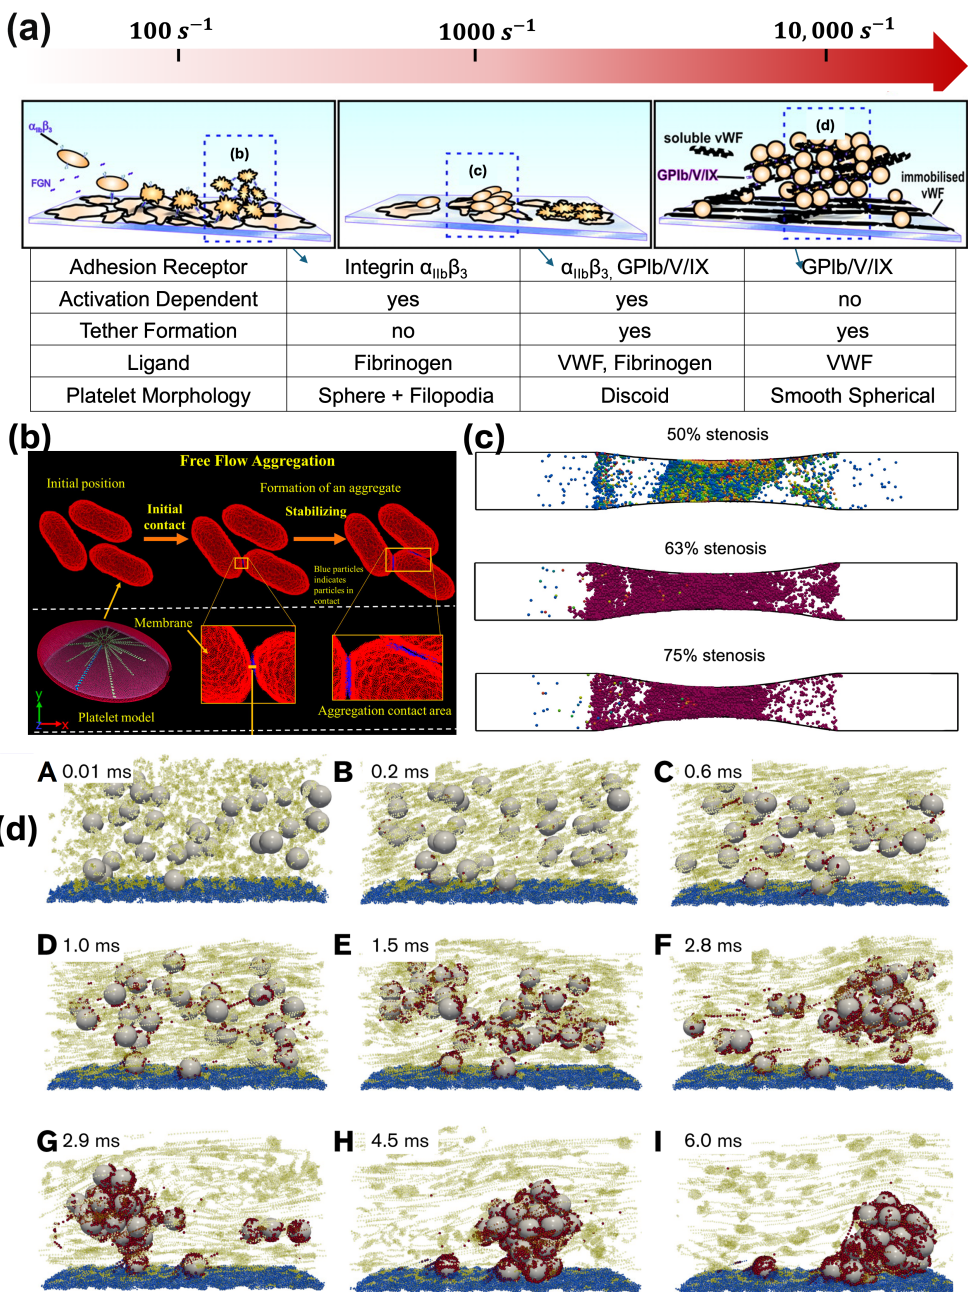 (a)
100 s⁻¹
1000 s⁻¹
10,000 s⁻¹
αIIbβ3
FGN
(b)
(c)
(d)
soluble vWF
GPIb/V/IX
immobilised
vWF
Adhesion Receptor	Integrin αIIbβ3	αIIbβ3, GPIb/V/IX	GPIb/V/IX
Activation Dependent	yes	yes	no
Tether Formation	no	yes	yes
Ligand	Fibrinogen	VWF, Fibrinogen	VWF
Platelet Morphology	Sphere + Filopodia	Discoid	Smooth Spherical
(b)
Free Flow Aggregation
Initial position
Formation of an aggregate
Initial
contact
Stabilizing
Blue particles
indicates
particles in
contact
Membrane
Platelet model
Aggregation contact area
Y
Z
X
(c)
50% stenosis
63% stenosis
75% stenosis
(d)
A 0.01 ms
B 0.2 ms
C 0.6 ms
D 1.0 ms
E 1.5 ms
F 2.8 ms
G 2.9 ms
H 4.5 ms
I 6.0 ms